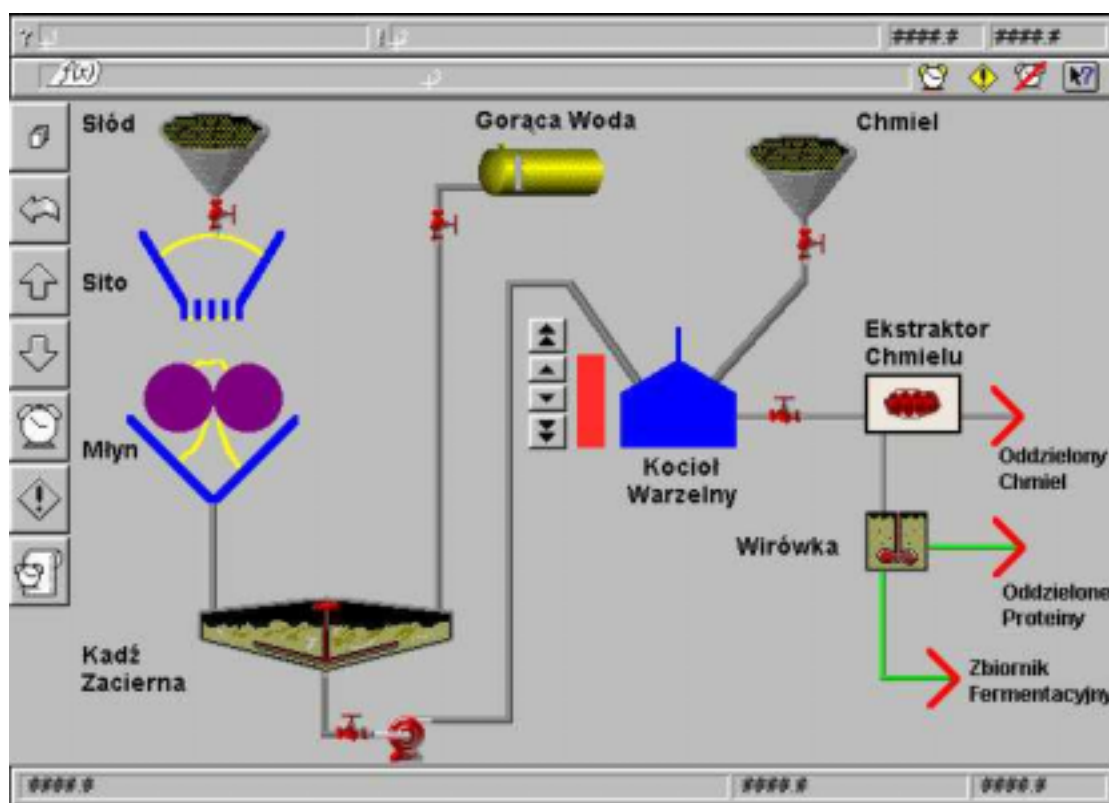 ####.# ####.#
f(x)
Słód
Gorąca Woda
Chmiel
Sito
Ekstraktor
Chmielu
Młyn
Oddzielony
Chmiel
Kocioł
Warzelny
Wirówka
Oddzielone
Proteiny
Kadź
Zacierna
Zbiornik
Fermentacyjny
####.# ####.# ####.#